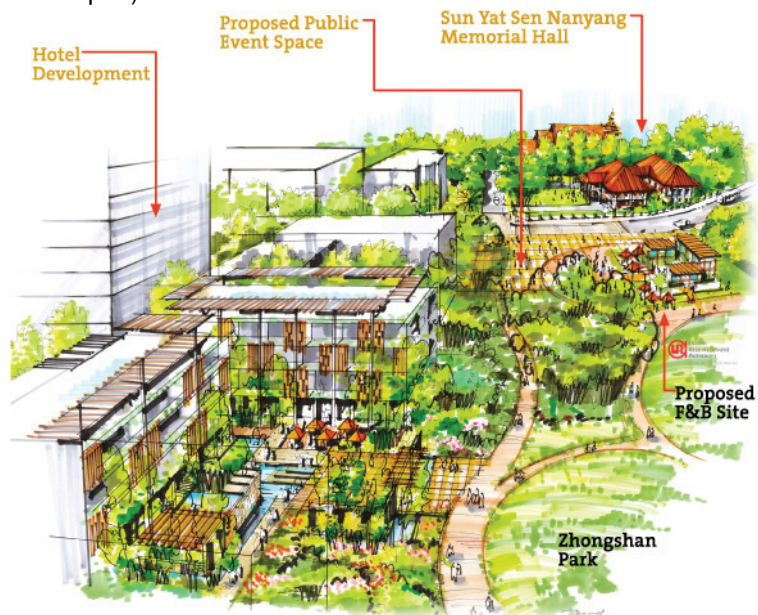 Proposed Public
Event Space
Sun Yat Sen Nanyang
Memorial Hall
Hotel
Development
Proposed
F&B Site
Zhongshan
Park